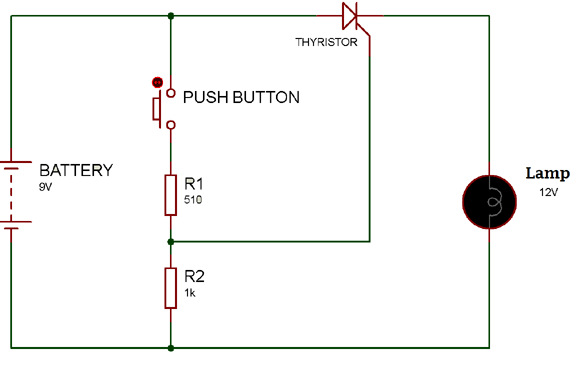 THYRISTOR
PUSH BUTTON
BATTERY
9V
R1
510
Lamp
12V
R2
1k